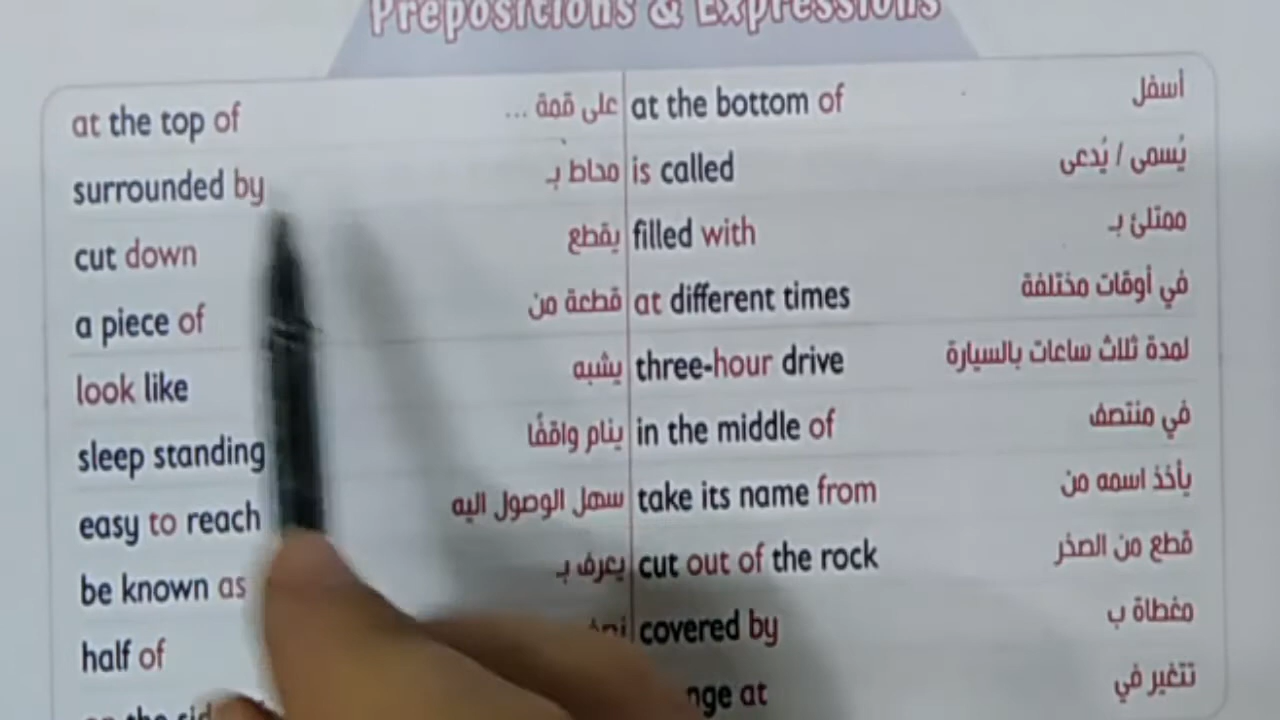 Prepositions & Expressions
at the top of على قمة ... at the bottom of أسفل
surrounded by محاط بـ is called يُسمى / يُدعى
cut down يقطع filled with ممتلئ بـ
a piece of قطعة من at different times في أوقات مختلفة
look like يشبه three-hour drive لمدة ثلاث ساعات بالسيارة
sleep standing ينام واقفًا in the middle of في منتصف
easy to reach سهل الوصول اليه take its name from يأخذ اسمه من
be known as يعرف بـ cut out of the rock قطع من الصخر
half of covered by مغطاة ب
the at تتغير في